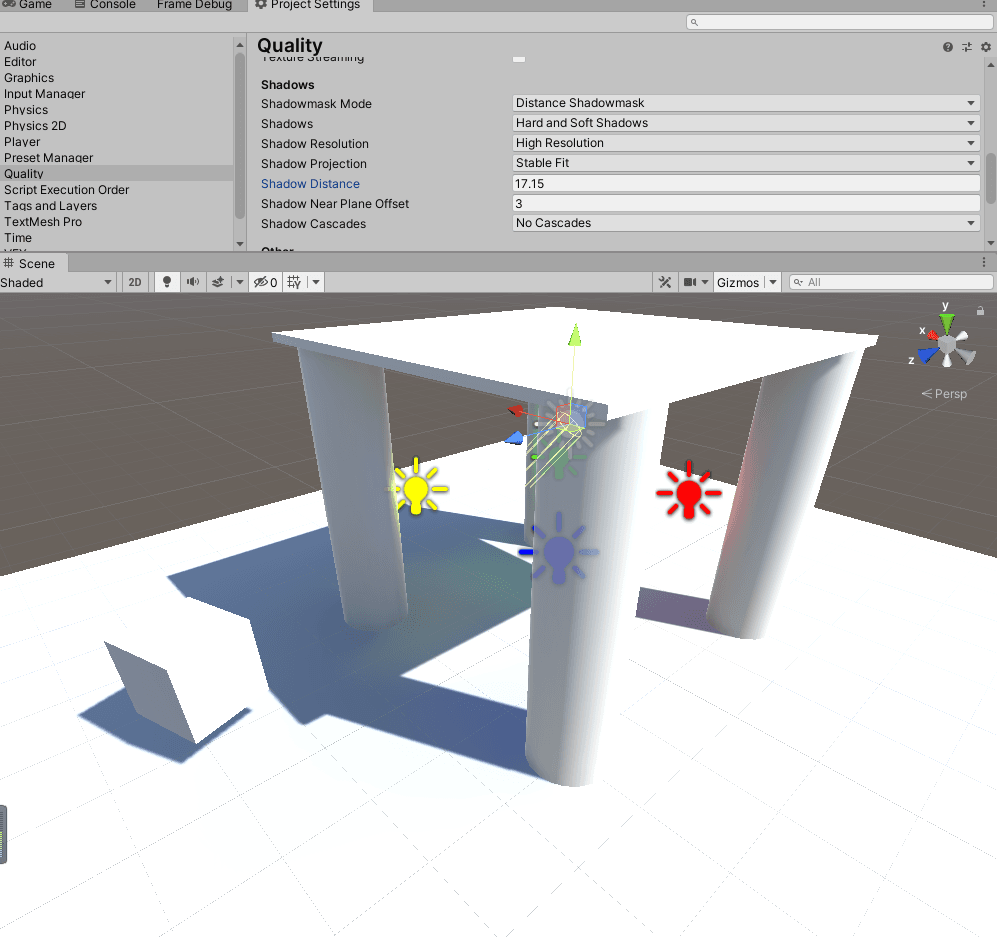 Game Console Frame Debug Project Settings
Audio
Editor
Graphics
Input Manager
Physics
Physics 2D
Player
Preset Manager
Quality
Script Execution Order
Tags and Layers
TextMesh Pro
Time
VFX
Quality
Texture Streaming
Shadows
Shadowmask Mode Distance Shadowmask
Shadows Hard and Soft Shadows
Shadow Resolution High Resolution
Shadow Projection Stable Fit
Shadow Distance 17.15
Shadow Near Plane Offset 3
Shadow Cascades No Cascades
Other
Scene
Shaded 2D 0 Gizmos All
y
x
z
Persp